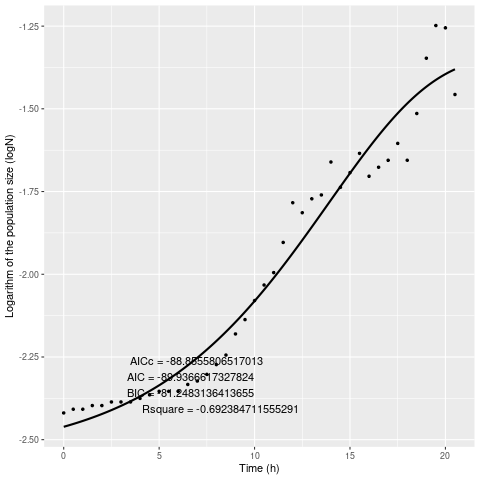 -1.25
-1.50
-1.75
-2.00
-2.25
-2.50
Logarithm of the population size (logN)
AICc = -88.8855806517013
AIC = -89.9366617327824
BIC = -81.2483136413655
Rsquare = -0.692384711555291
0
5
10
15
20
Time (h)